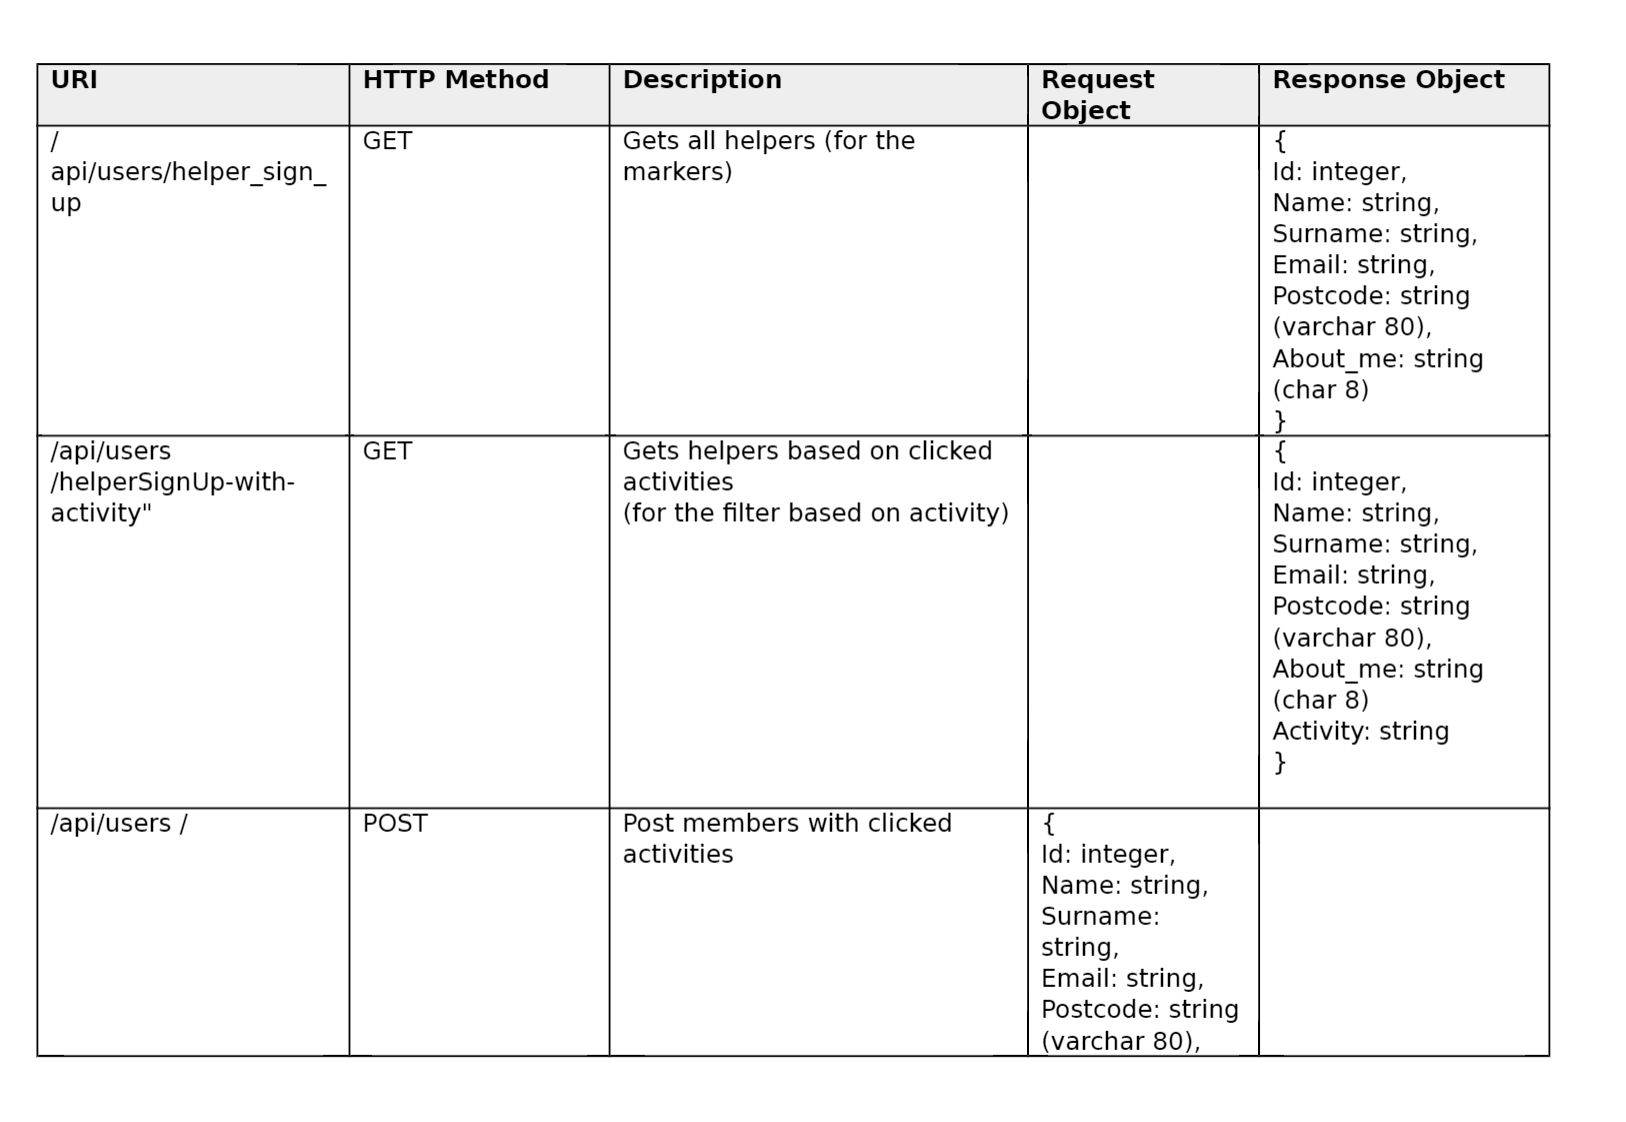 URI
HTTP Method
Description
Request
Object
Response Object
/
api/users/helper_sign_
up
GET
Gets all helpers (for the
markers)
{
Id: integer,
Name: string,
Surname: string,
Email: string,
Postcode: string
(varchar 80),
About_me: string
(char 8)
}
/api/users
/helperSignUp-with-
activity"
GET
Gets helpers based on clicked
activities
(for the filter based on activity)
{
Id: integer,
Name: string,
Surname: string,
Email: string,
Postcode: string
(varchar 80),
About_me: string
(char 8)
Activity: string
}
/api/users /
POST
Post members with clicked
activities
{
Id: integer,
Name: string,
Surname:
string,
Email: string,
Postcode: string
(varchar 80),